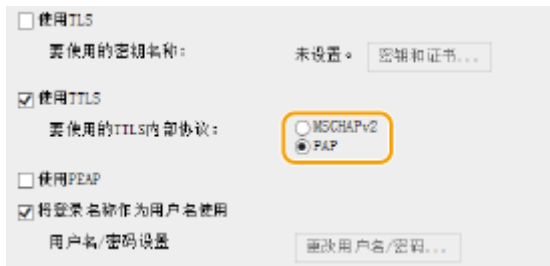 使用TLS
要使用的密钥名称： 未设置。 密钥和证书...
使用TTLS
要使用的TTLS内部协议： MSCHAPv2
PAP
使用PEAP
将登录名称作为用户名使用
用户名/密码设置 更改用户名/密码...